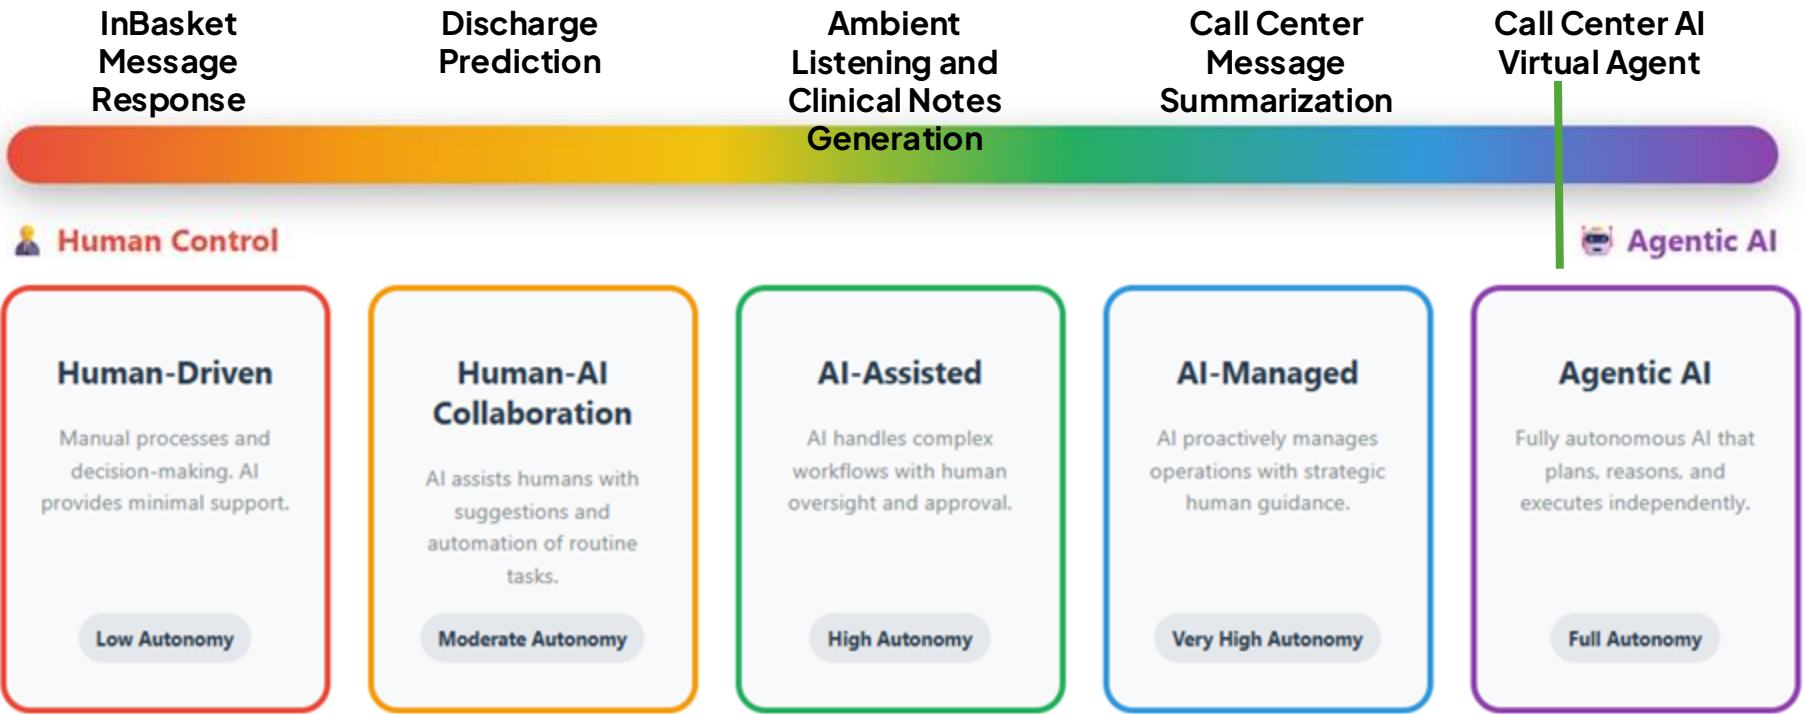 InBasket
Message
Response
Discharge
Prediction
Ambient
Listening and
Clinical Notes
Generation
Call Center
Message
Summarization
Call Center AI
Virtual Agent
Human Control
Agentic AI
Human-Driven
Manual processes and
decision-making. AI
provides minimal support.
Low Autonomy
Human-AI
Collaboration
AI assists humans with
suggestions and
automation of routine
tasks.
Moderate Autonomy
AI-Assisted
AI handles complex
workflows with human
oversight and approval.
High Autonomy
AI-Managed
AI proactively manages
operations with strategic
human guidance.
Very High Autonomy
Agentic AI
Fully autonomous AI that
plans, reasons, and
executes independently.
Full Autonomy